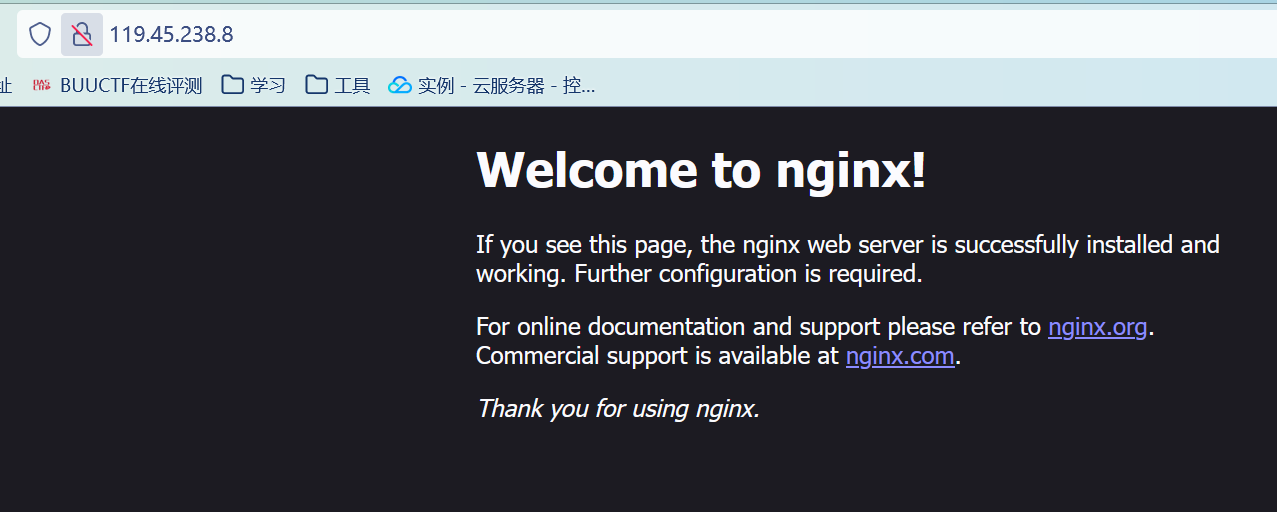 119.45.238.8
址 BUUCTF在线评测 学习 工具 实例 - 云服务器 - 控...
Welcome to nginx!
If you see this page, the nginx web server is successfully installed and
working. Further configuration is required.
For online documentation and support please refer to nginx.org.
Commercial support is available at nginx.com.
Thank you for using nginx.